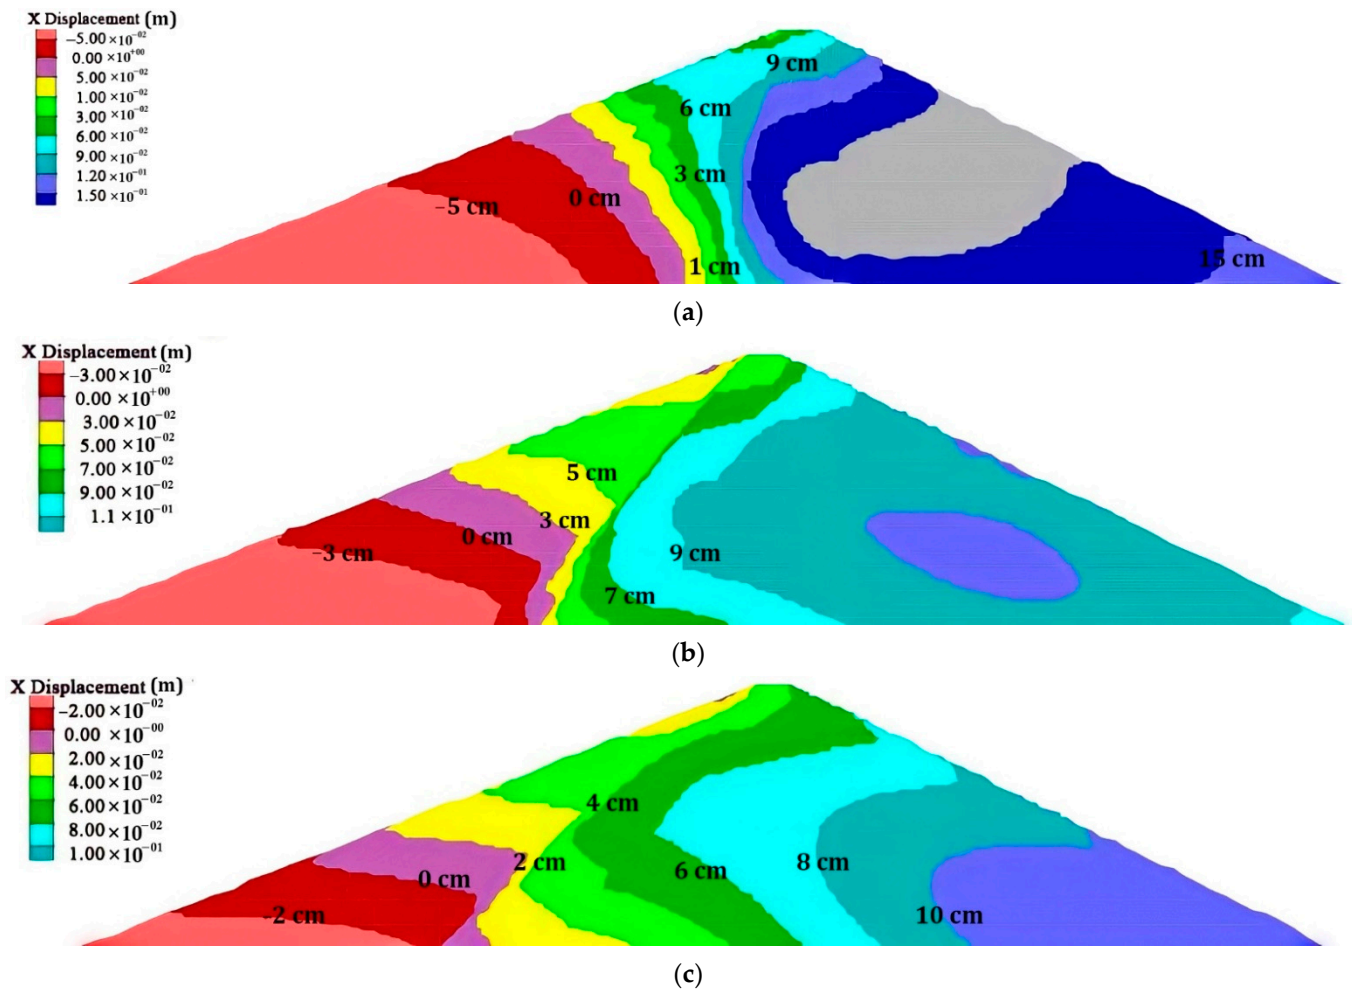 X Displacement (m)
−5.00 ×10⁻⁰²
0.00 ×10⁺⁰⁰
5.00 ×10⁻⁰²
1.00 ×10⁻⁰²
3.00 ×10⁻⁰²
6.00 ×10⁻⁰²
9.00 ×10⁻⁰²
1.20 ×10⁻⁰¹
1.50 ×10⁻⁰¹
9 cm
6 cm
3 cm
0 cm
−5 cm
1 cm
15 cm
(a)
X Displacement (m)
−3.00 ×10⁻⁰²
0.00 ×10⁺⁰⁰
3.00 ×10⁻⁰²
5.00 ×10⁻⁰²
7.00 ×10⁻⁰²
9.00 ×10⁻⁰²
1.1 ×10⁻⁰¹
5 cm
3 cm
0 cm
−3 cm
9 cm
7 cm
(b)
X Displacement (m)
−2.00 ×10⁻⁰²
0.00 ×10⁻⁰⁰
2.00 ×10⁻⁰²
4.00 ×10⁻⁰²
6.00 ×10⁻⁰²
8.00 ×10⁻⁰²
1.00 ×10⁻⁰¹
4 cm
2 cm
0 cm
−2 cm
6 cm
8 cm
10 cm
(c)